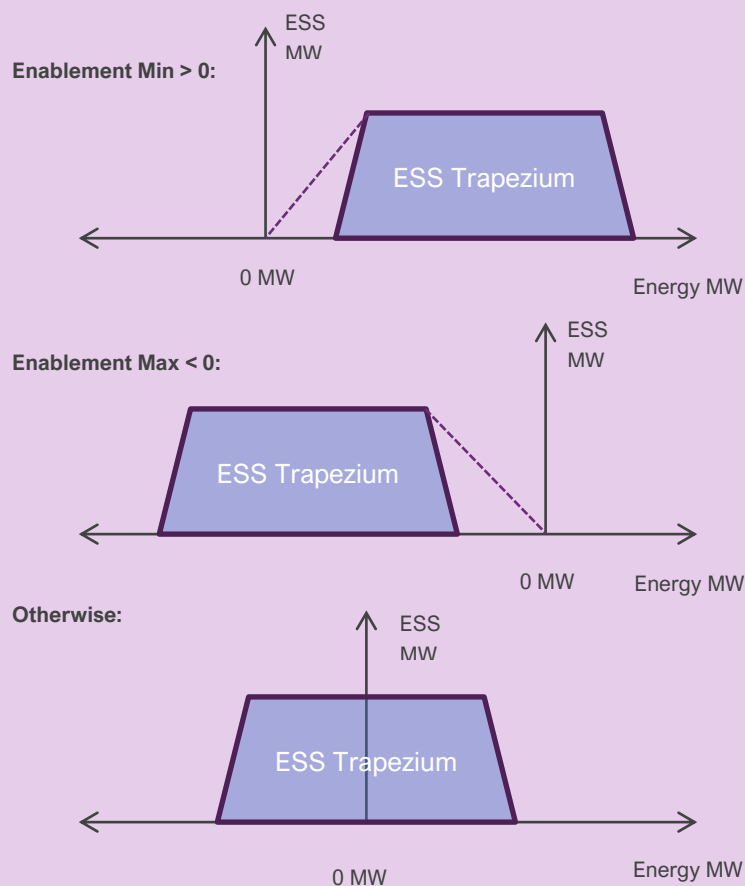 ESS
MW
Enablement Min > 0:
ESS Trapezium
0 MW
Energy MW
ESS
MW
Enablement Max < 0:
ESS Trapezium
0 MW
Energy MW
Otherwise:
ESS
MW
ESS Trapezium
0 MW
Energy MW